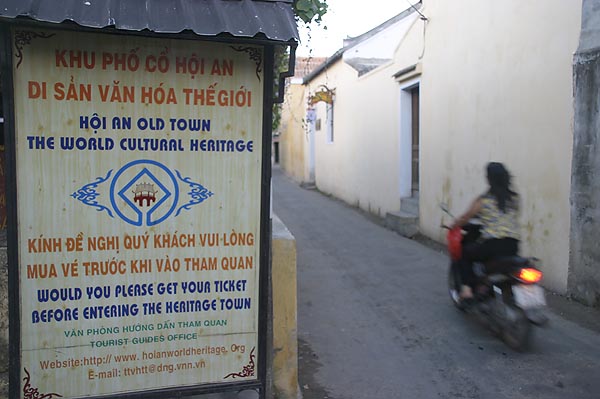 KHU PHỐ CỔ HỘI AN
DI SẢN VĂN HÓA THẾ GIỚI
HỘI AN OLD TOWN
THE WORLD CULTURAL HERITAGE
KÍNH ĐỀ NGHỊ QUÝ KHÁCH VUI LÒNG
MUA VÉ TRƯỚC KHI VÀO THAM QUAN
WOULD YOU PLEASE GET YOUR TICKET
BEFORE ENTERING THE HERITAGE TOWN
VĂN PHÒNG HƯỚNG DẪN THAM QUAN
TOURIST GUIDES OFFICE
Website:http:// www. hoianworldheritage. Org
E-mail: ttvhtt@dng.vnn.vn